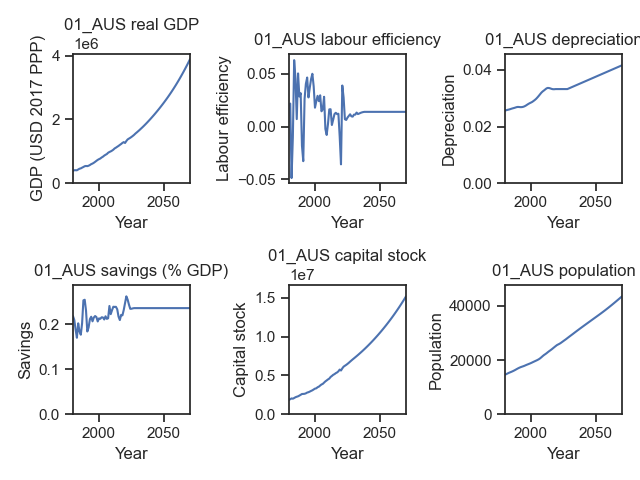 01_AUS real GDP
1e6
GDP (USD 2017 PPP)
4
2
0
2000
2050
Year
01_AUS labour efficiency
Labour efficiency
0.05
0.00
−0.05
2000
2050
Year
01_AUS depreciation
Depreciation
0.04
0.02
0.00
2000
2050
Year
01_AUS savings (% GDP)
Savings
0.2
0.1
0.0
2000
2050
Year
01_AUS capital stock
1e7
Capital stock
1.5
1.0
0.5
0.0
2000
2050
Year
01_AUS population
Population
40000
20000
0
2000
2050
Year